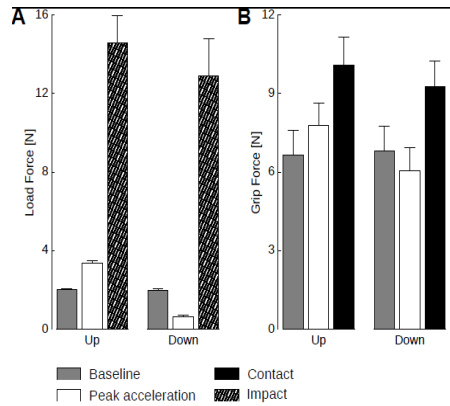 A
B
16
12
8
4
0
Load Force [N]
Up
Down
12
9
6
3
0
Grip Force [N]
Up
Down
Baseline
Contact
Peak acceleration
Impact